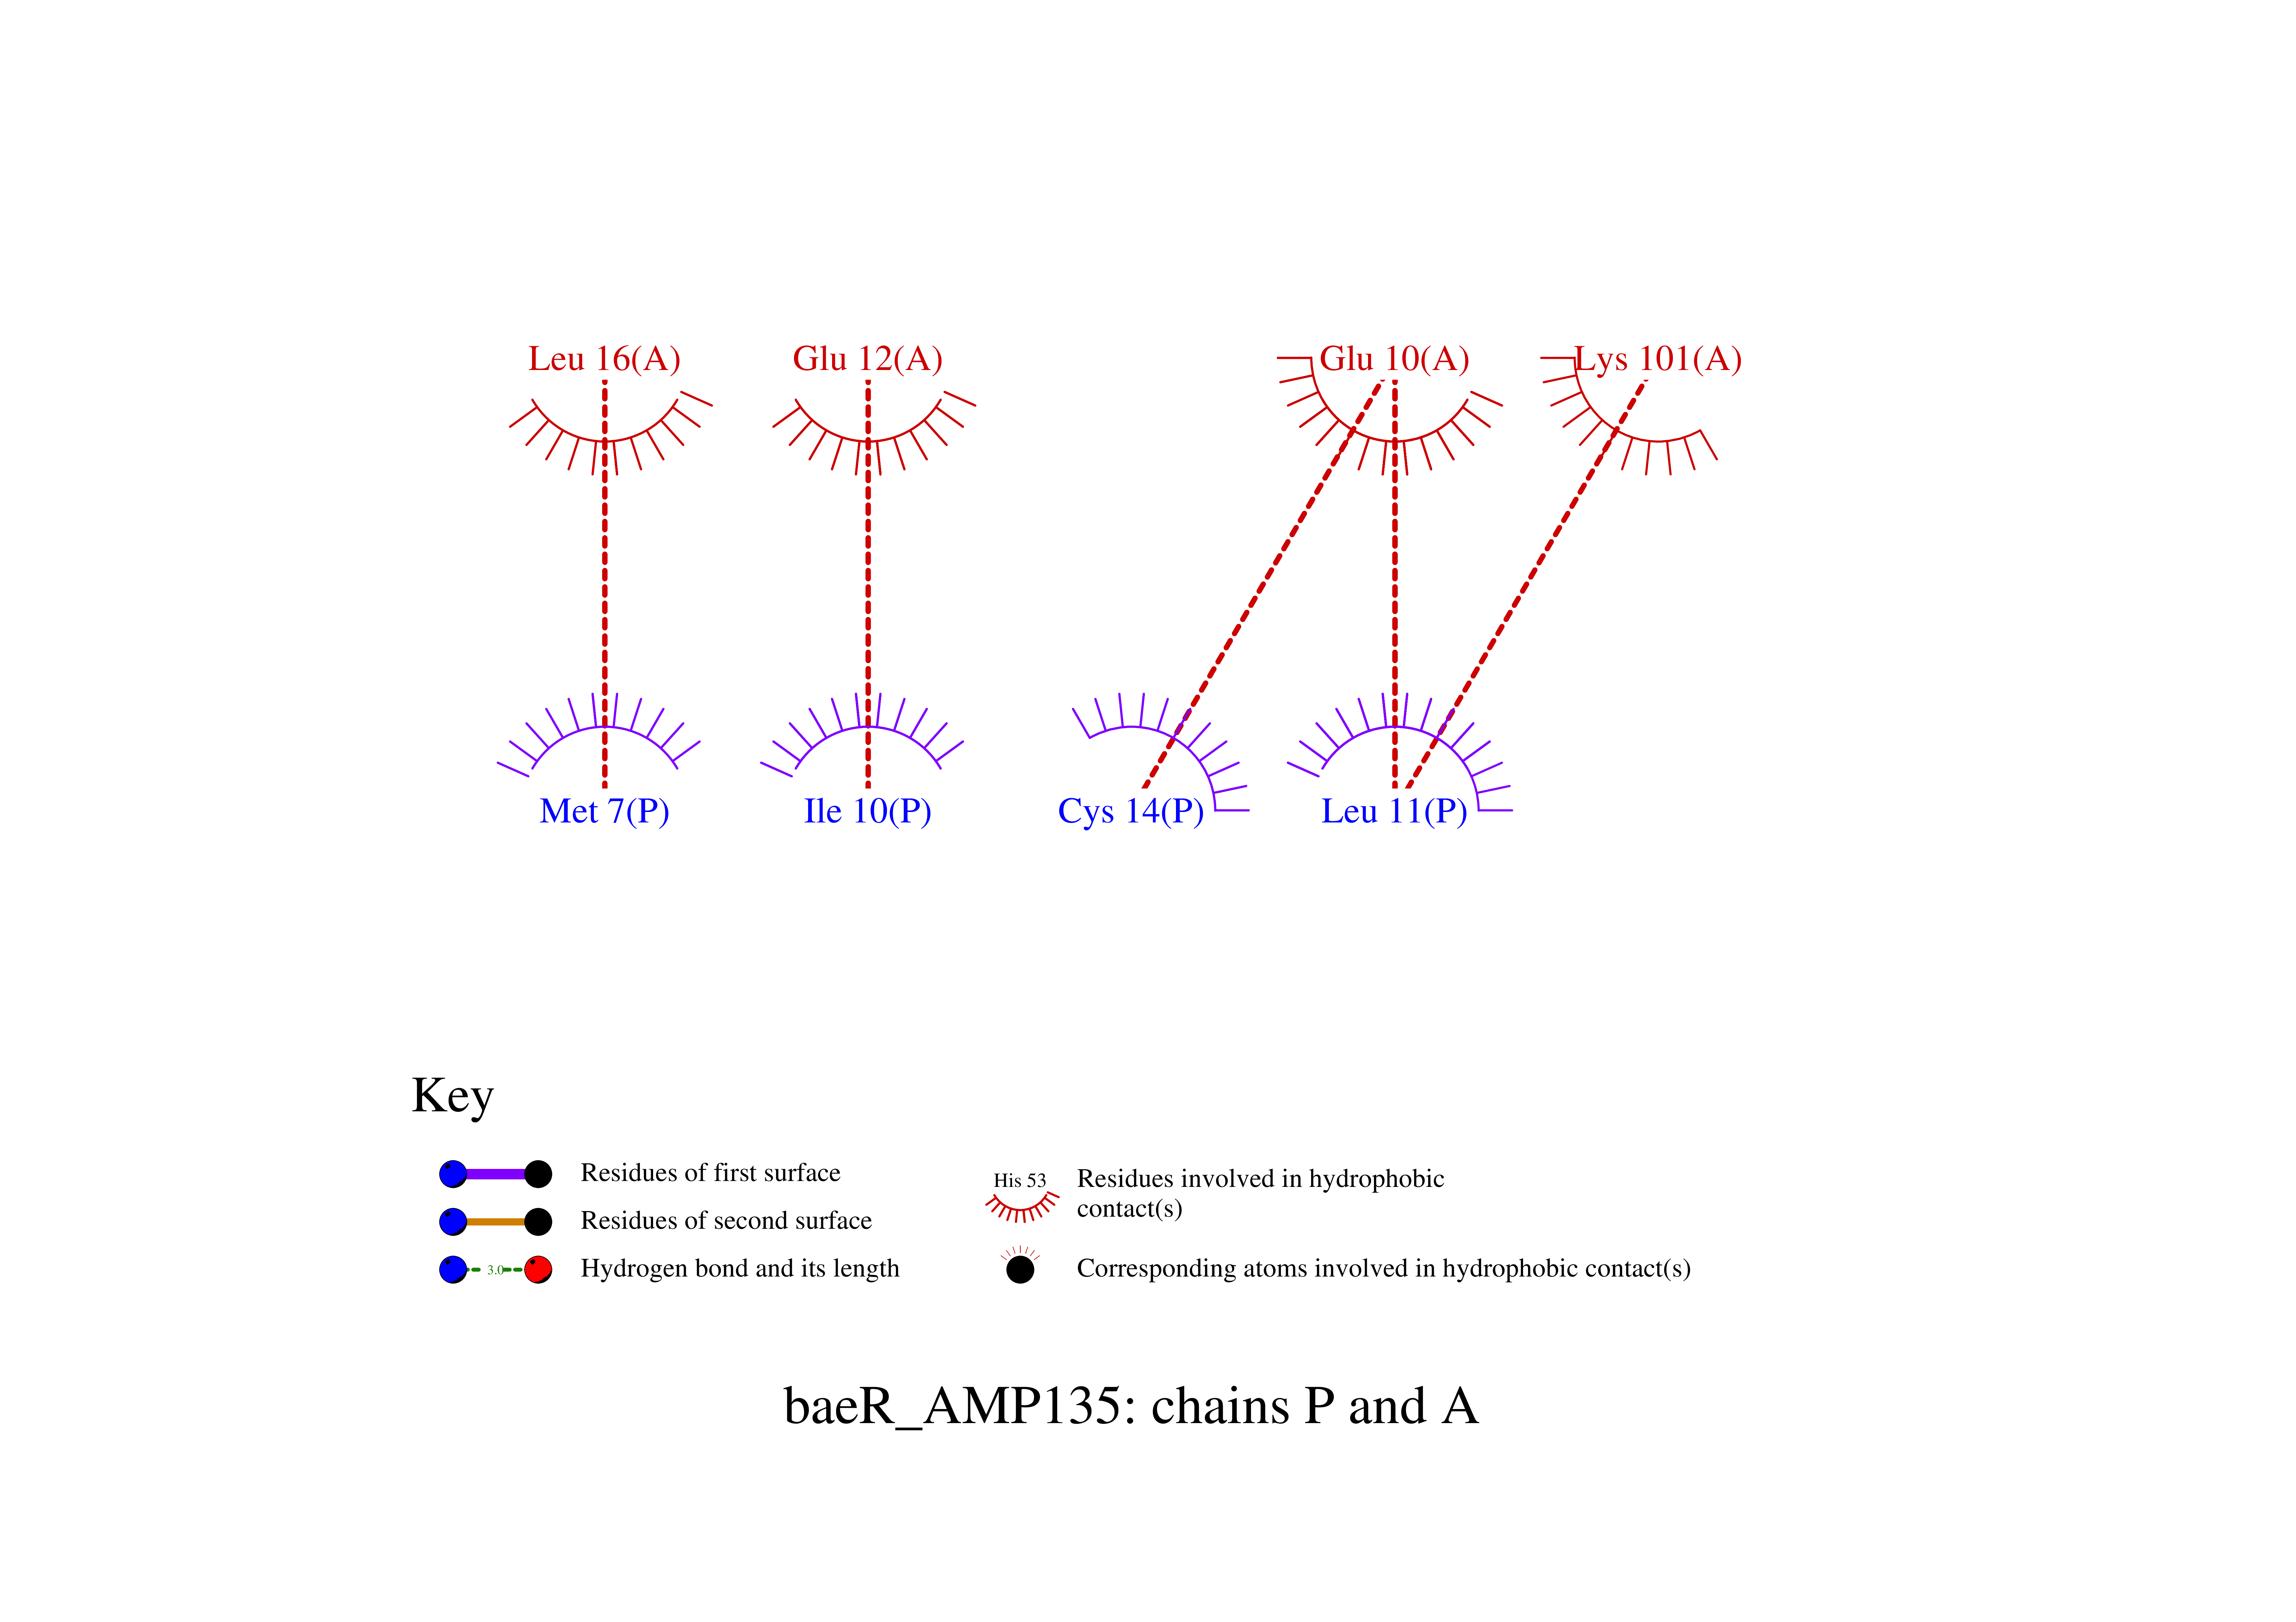 Leu 16(A) Glu 12(A) Glu 10(A) Lys 101(A)
Met 7(P) Ile 10(P) Cys 14(P) Leu 11(P)
Key
Residues of first surface
Residues of second surface
3.0 Hydrogen bond and its length
His 53 Residues involved in hydrophobic
contact(s)
Corresponding atoms involved in hydrophobic contact(s)
baeR_AMP135: chains P and A